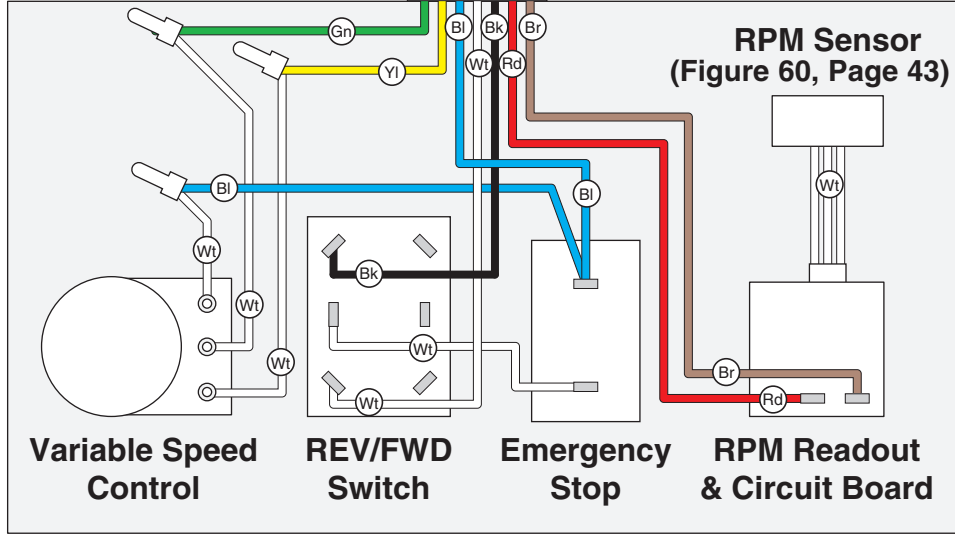 Gn
Yl
Bl
Bk
Br
Wt
Rd
RPM Sensor
(Figure 60, Page 43)
Wt
Bl
Bl
Wt
Bk
Wt
Wt
Wt
Br
Wt
Rd
Variable Speed
Control
REV/FWD
Switch
Emergency
Stop
RPM Readout
& Circuit Board